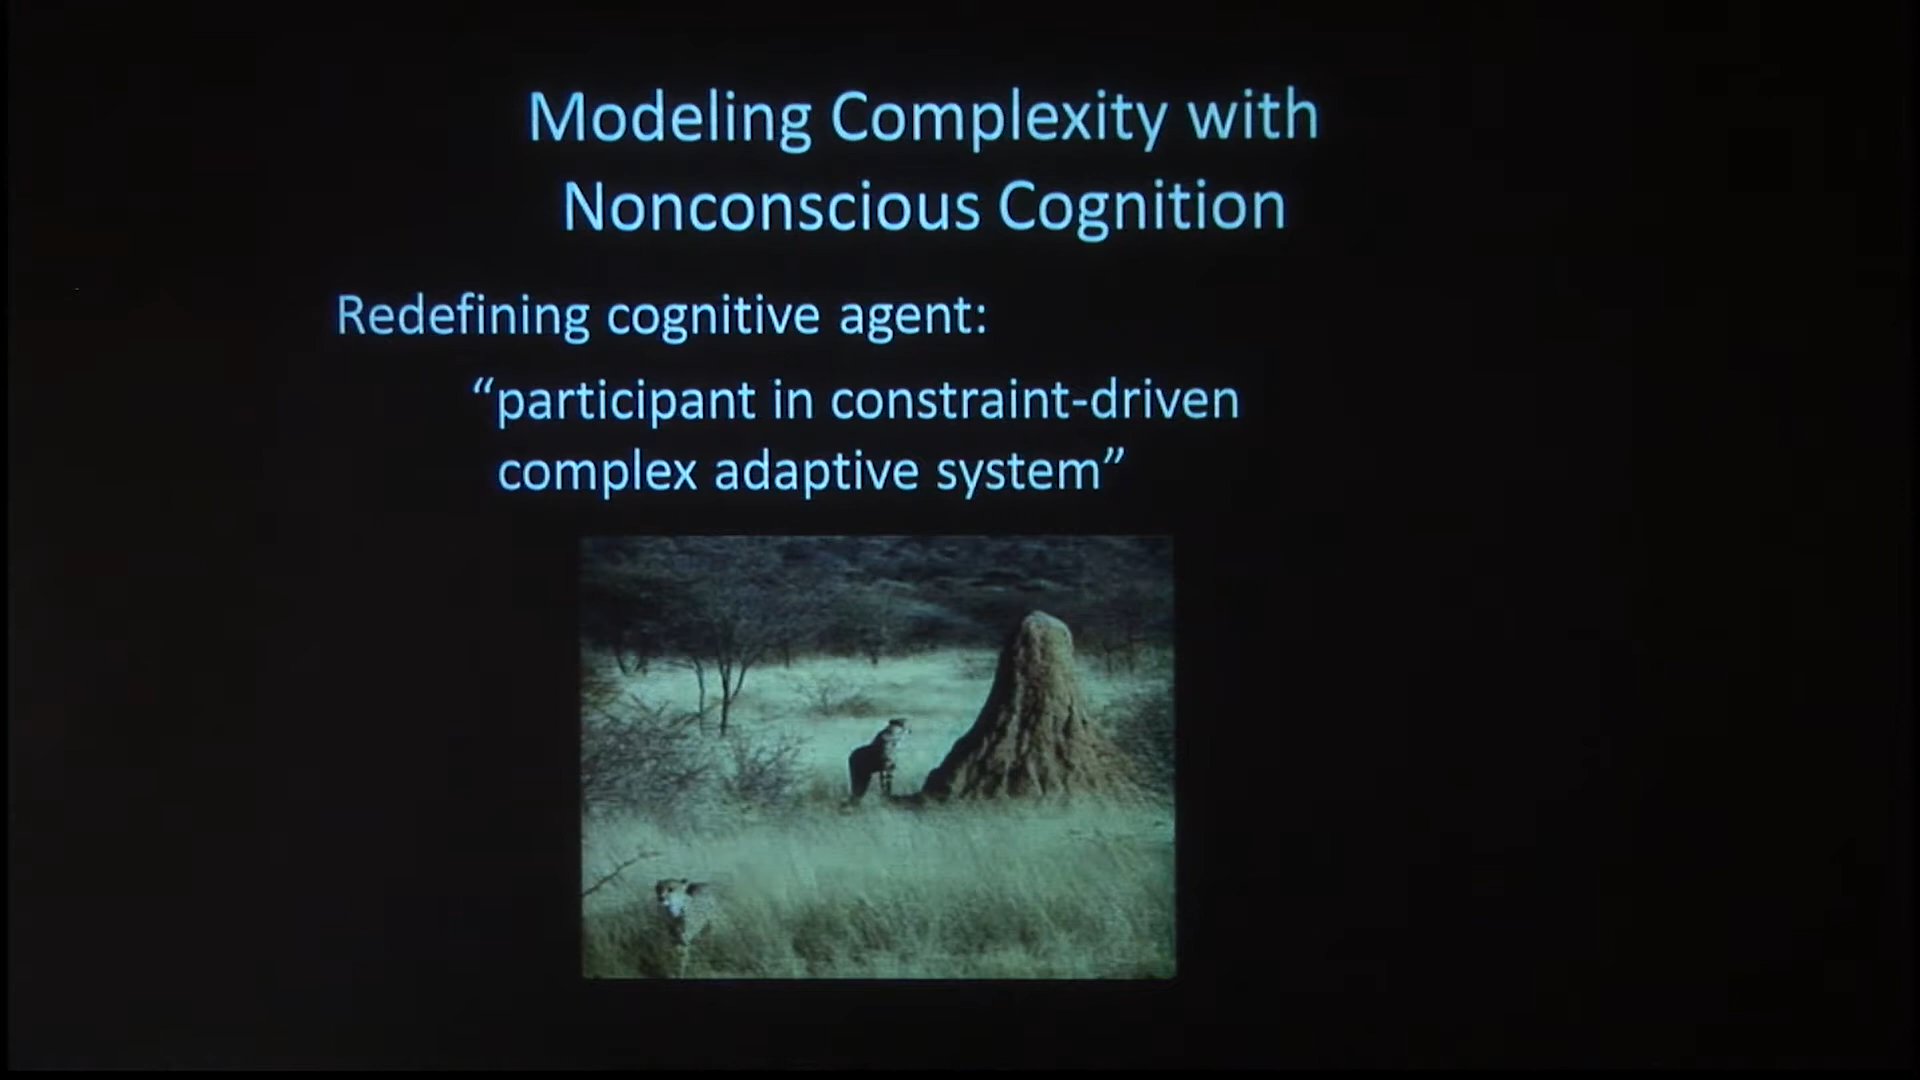 Modeling Complexity with
Nonconscious Cognition
Redefining cognitive agent:
“participant in constraint-driven
complex adaptive system”